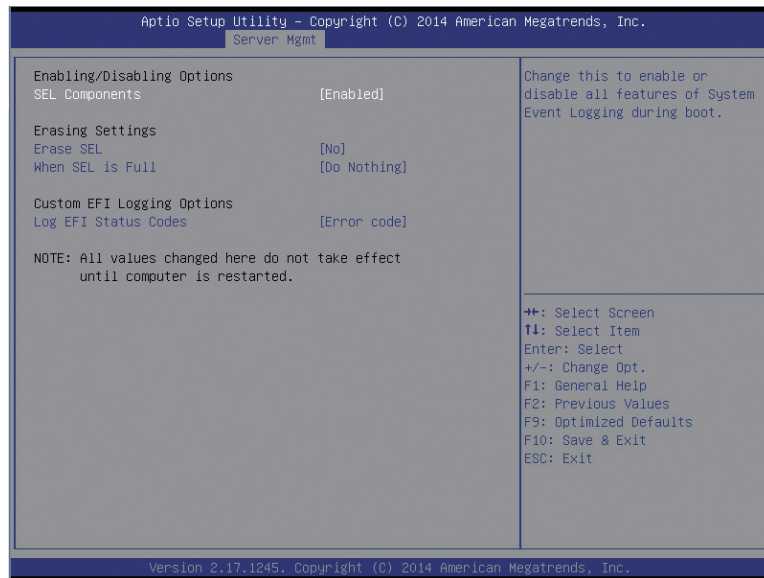 Aptio Setup Utility – Copyright (C) 2014 American Megatrends, Inc.
Server Mgmt
Enabling/Disabling Options
SEL Components [Enabled]
Erasing Settings
Erase SEL [No]
When SEL is Full [Do Nothing]
Custom EFI Logging Options
Log EFI Status Codes [Error code]
NOTE: All values changed here do not take effect
until computer is restarted.
Change this to enable or
disable all features of System
Event Logging during boot.
→←: Select Screen
↑↓: Select Item
Enter: Select
+/-: Change Opt.
F1: General Help
F2: Previous Values
F9: Optimized Defaults
F10: Save & Exit
ESC: Exit
Version 2.17.1245. Copyright (C) 2014 American Megatrends, Inc.